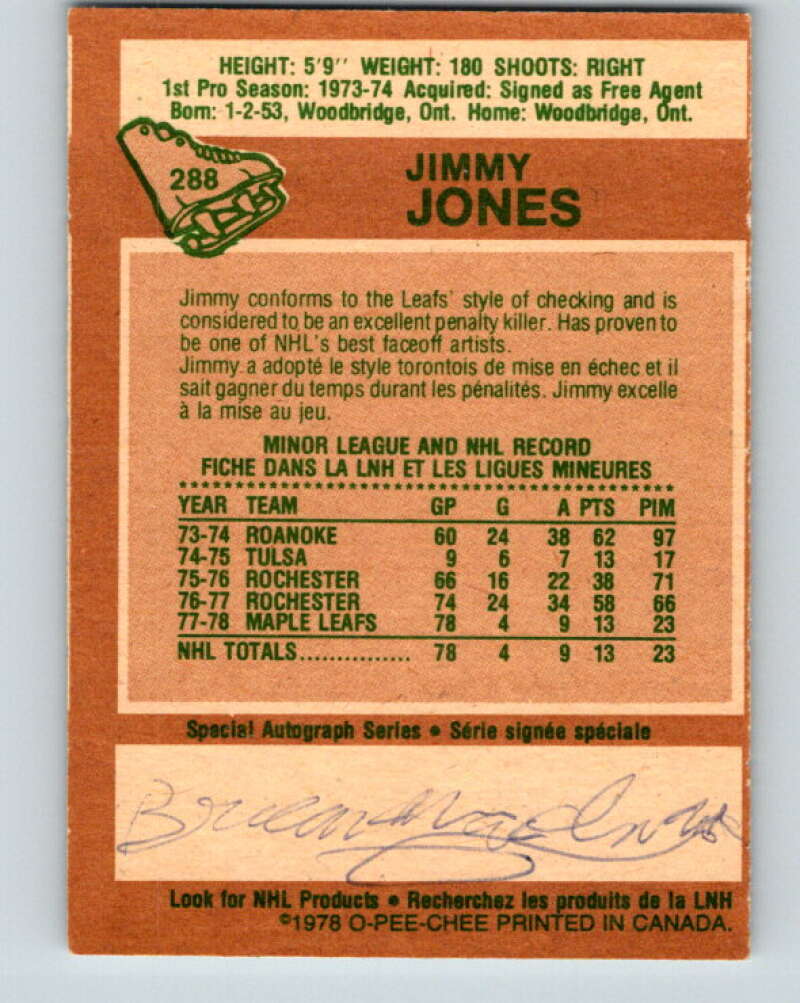 HEIGHT: 5'9'' WEIGHT: 180 SHOOTS: RIGHT
1st Pro Season: 1973-74 Acquired: Signed as Free Agent
Born: 1-2-53, Woodbridge, Ont. Home: Woodbridge, Ont.
288
JIMMY
JONES
Jimmy conforms to the Leafs' style of checking and is
considered to be an excellent penalty killer. Has proven to
be one of NHL's best faceoff artists.
Jimmy a adopté le style torontois de mise en échec et il
sait gagner du temps durant les pénalités. Jimmy excelle
à la mise au jeu.
MINOR LEAGUE AND NHL RECORD
FICHE DANS LA LNH ET LES LIGUES MINEURES
YEAR TEAM GP G A PTS PIM
73-74 ROANOKE 60 24 38 62 97
74-75 TULSA 9 6 7 13 17
75-76 ROCHESTER 66 16 22 38 71
76-77 ROCHESTER 74 24 34 58 66
77-78 MAPLE LEAFS 78 4 9 13 23
NHL TOTALS............... 78 4 9 13 23
Special Autograph Series • Série signée spéciale
Look for NHL Products • Recherchez les produits de la LNH
©1978 O-PEE-CHEE PRINTED IN CANADA.